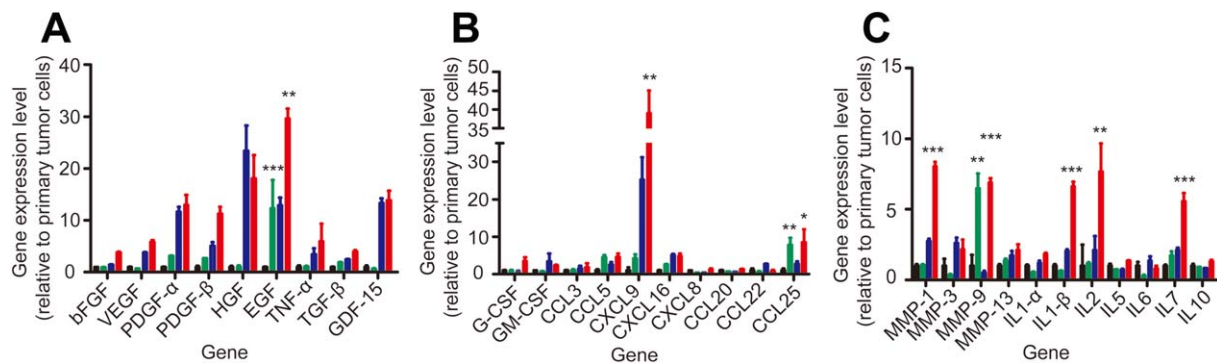 A
Gene expression level
(relative to primary tumor cells)
40
30
20
10
0
**
***
bFGF
VEGF
PDGF-α
PDGF-β
HGF
EGF
TNF-α
TGF-β
GDF-15
Gene
B
Gene expression level
(relative to primary tumor cells)
50
45
40
35
30
20
10
0
**
**
*
G-CSF
GM-CSF
CCL3
CCL5
CXCL9
CXCL16
CXCL8
CCL20
CCL22
CCL25
Gene
C
Gene expression level
(relative to primary tumor cells)
15
10
5
0
***
**
***
***
**
***
MMP-1
MMP-3
MMP-9
MMP-13
IL1-α
IL1-β
IL2
IL5
IL6
IL7
IL10
Gene